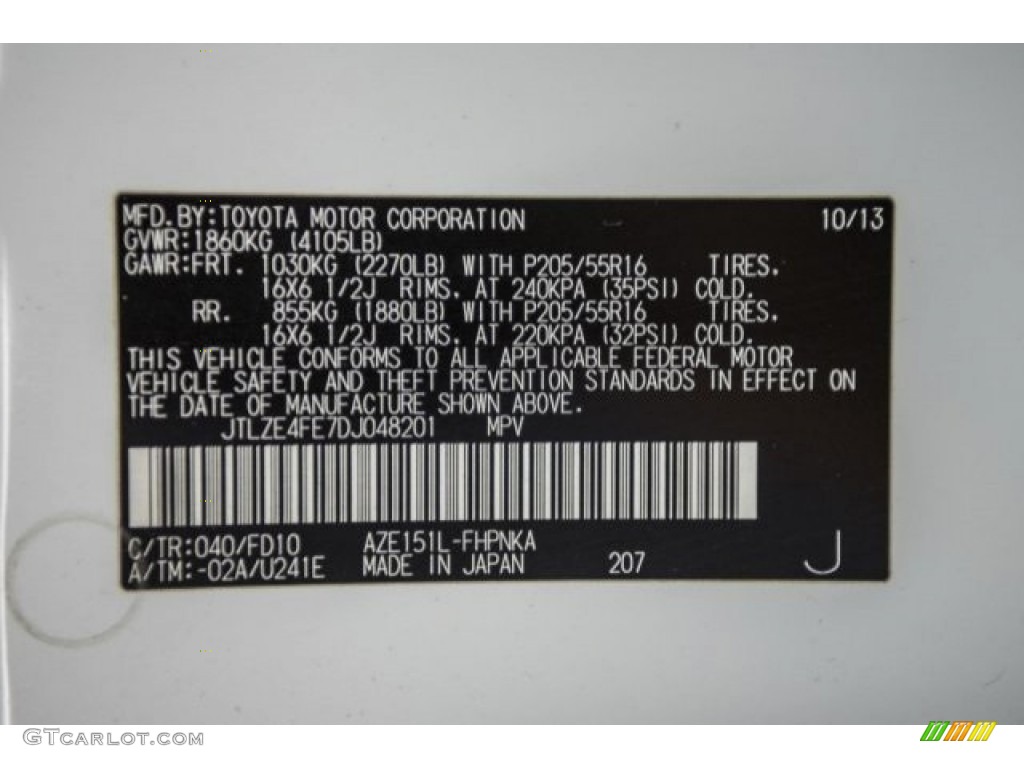 MFD.BY:TOYOTA MOTOR CORPORATION 10/13
GVWR:1860KG (4105LB)
GAWR:FRT. 1030KG (2270LB) WITH P205/55R16 TIRES.
16X6 1/2J RIMS. AT 240KPA (35PSI) COLD.
RR. 855KG (1880LB) WITH P205/55R16 TIRES.
16X6 1/2J RIMS. AT 220KPA (32PSI) COLD.
THIS VEHICLE CONFORMS TO ALL APPLICABLE FEDERAL MOTOR
VEHICLE SAFETY AND THEFT PREVENTION STANDARDS IN EFFECT ON
THE DATE OF MANUFACTURE SHOWN ABOVE.
JTLZE4FE7DJ048201 MPV
C/TR:040/FD10 AZE151L-FHPNKA
A/TM:-02A/U241E MADE IN JAPAN 207 J
GTCARLOT.COM